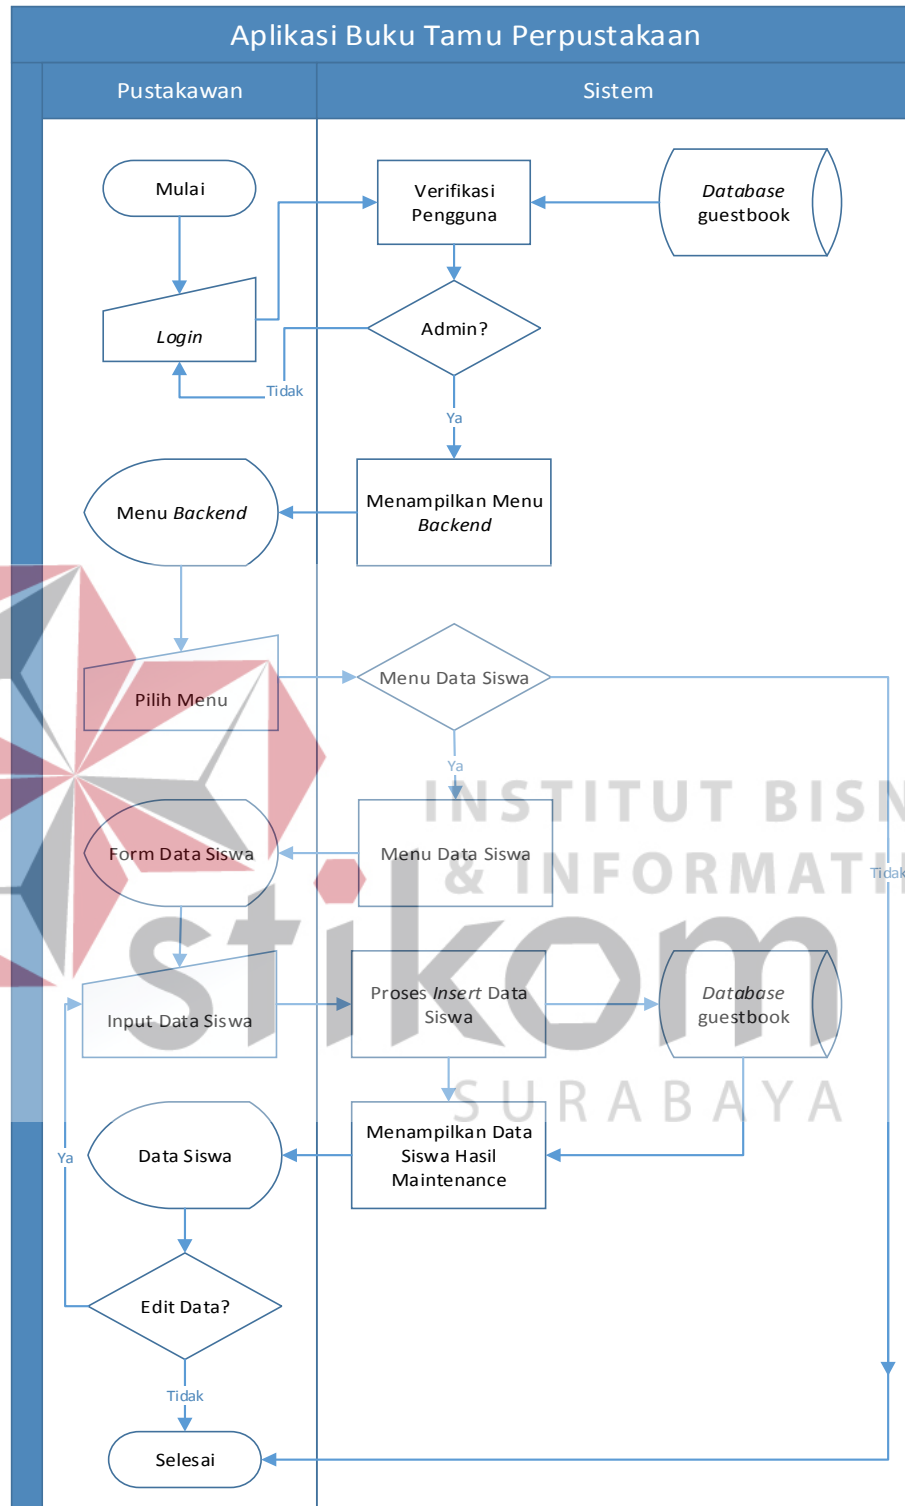 Aplikasi Buku Tamu Perpustakaan
Pustakawan
Sistem
Mulai
Verifikasi
Pengguna
Database
guestbook
Login
Admin?
Tidak
Ya
Menu Backend
Menampilkan Menu
Backend
Pilih Menu
Menu Data Siswa
Ya
INSTITUT BISN
Form Data Siswa
Menu Data Siswa
& INFORMATI
Tidak
stikom
Input Data Siswa
Proses Insert Data
Siswa
Database
guestbook
SURABAYA
Ya
Data Siswa
Menampilkan Data
Siswa Hasil
Maintenance
Edit Data?
Tidak
Selesai